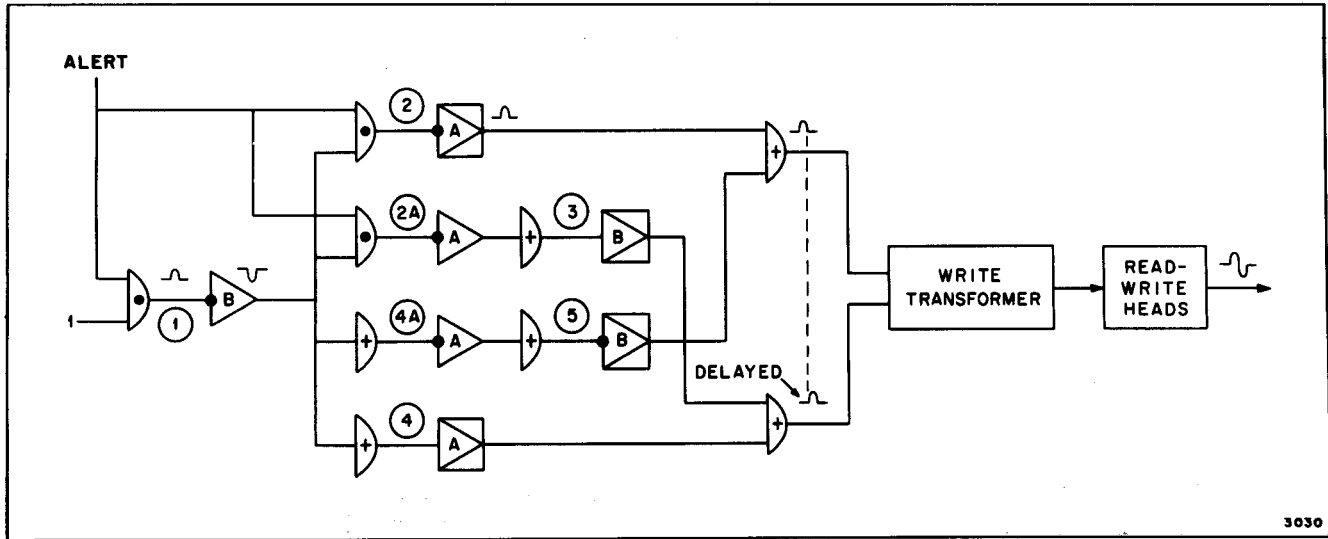 ALERT
2
A
+
2A
A
+
3
B
1
1
B
4A
A
+
5
B
DELAYED
4
A
+
WRITE
TRANSFORMER
READ-
WRITE
HEADS
3030